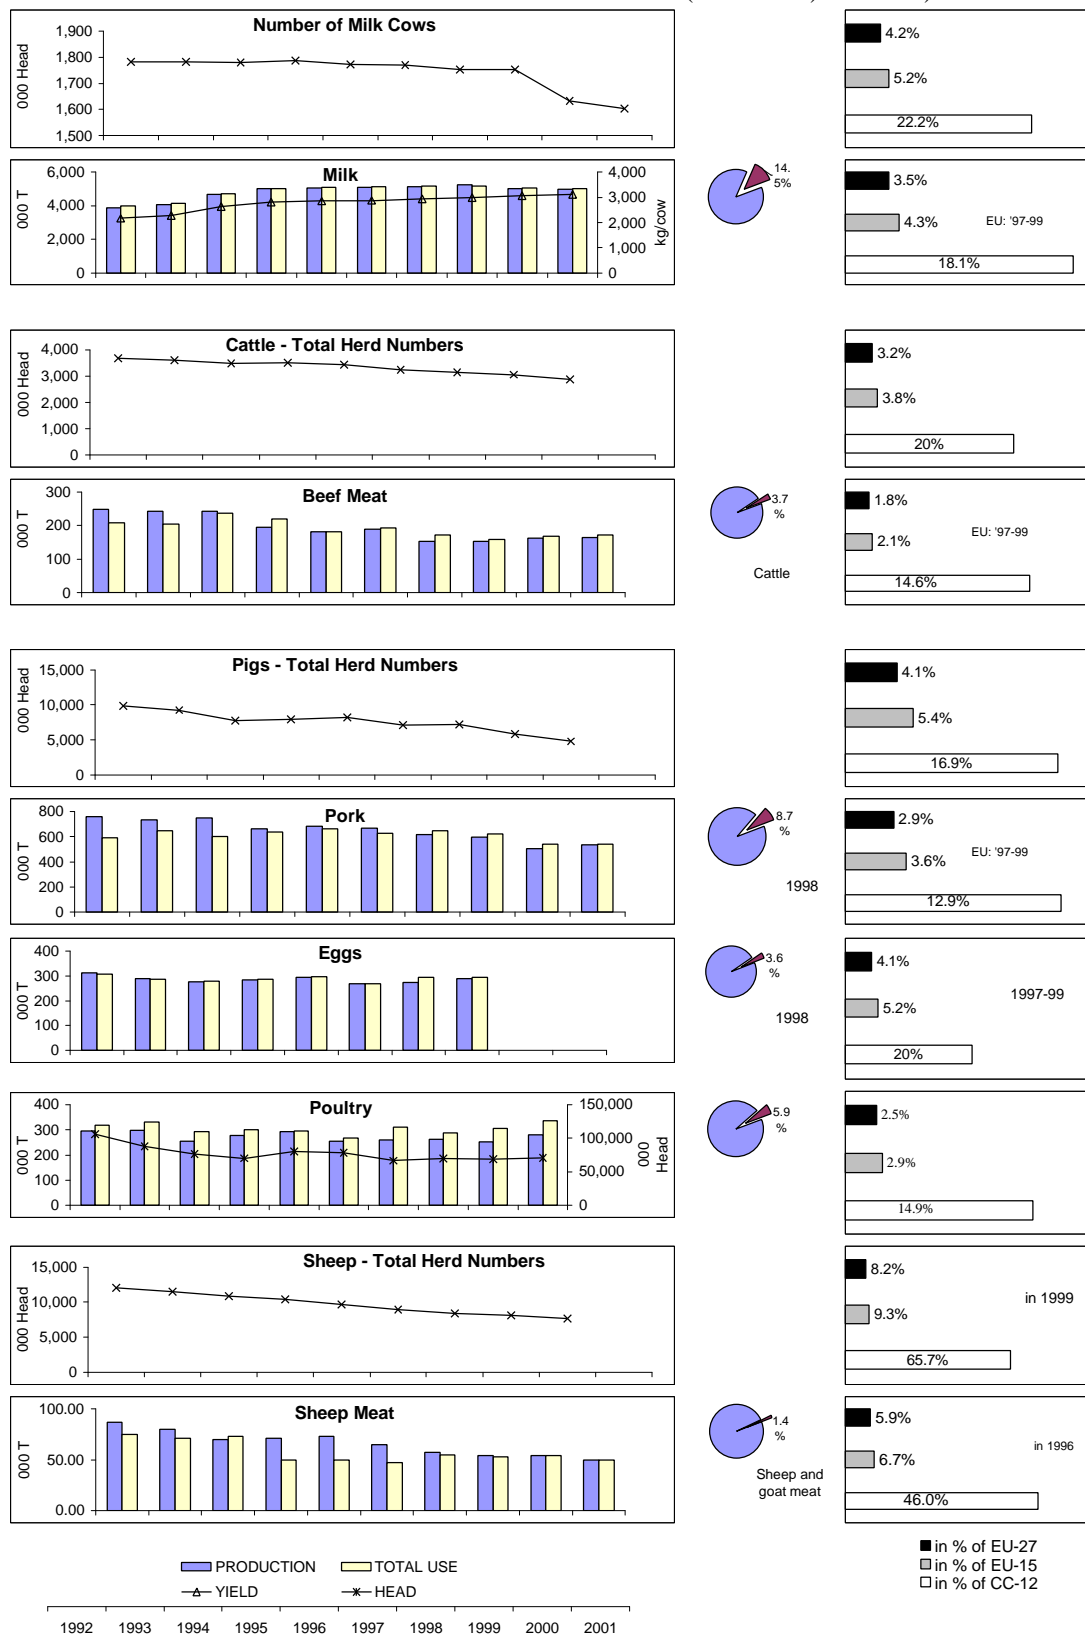 Number of Milk Cows
000 Head
1,900
1,800
1,700
1,600
1,500
4.2%
5.2%
22.2%
Milk
000 T
6,000
4,000
2,000
0
4,000
3,000
2,000
1,000
0
kg/cow
14.
5%
3.5%
4.3%
EU: '97-99
18.1%
Cattle - Total Herd Numbers
000 Head
4,000
3,000
2,000
1,000
0
3.2%
3.8%
20%
Beef Meat
000 T
300
200
100
0
3.7
%
Cattle
1.8%
2.1%
EU: '97-99
14.6%
Pigs - Total Herd Numbers
000 Head
15,000
10,000
5,000
0
4.1%
5.4%
16.9%
Pork
000 T
800
600
400
200
0
8.7
%
1998
2.9%
3.6%
EU: '97-99
12.9%
Eggs
000 T
400
300
200
100
0
3.6
%
1998
4.1%
5.2%
1997-99
20%
Poultry
000 T
400
300
200
100
0
150,000
100,000
50,000
0
000
Head
5.9
%
2.5%
2.9%
14.9%
Sheep - Total Herd Numbers
000 Head
15,000
10,000
5,000
0
8.2%
9.3%
in 1999
65.7%
Sheep Meat
000 T
100.00
50.00
0.00
1.4
%
Sheep and
goat meat
5.9%
6.7%
in 1996
46.0%
PRODUCTION TOTAL USE
YIELD HEAD
in % of EU-27
in % of EU-15
in % of CC-12
1992 1993 1994 1995 1996 1997 1998 1999 2000 2001